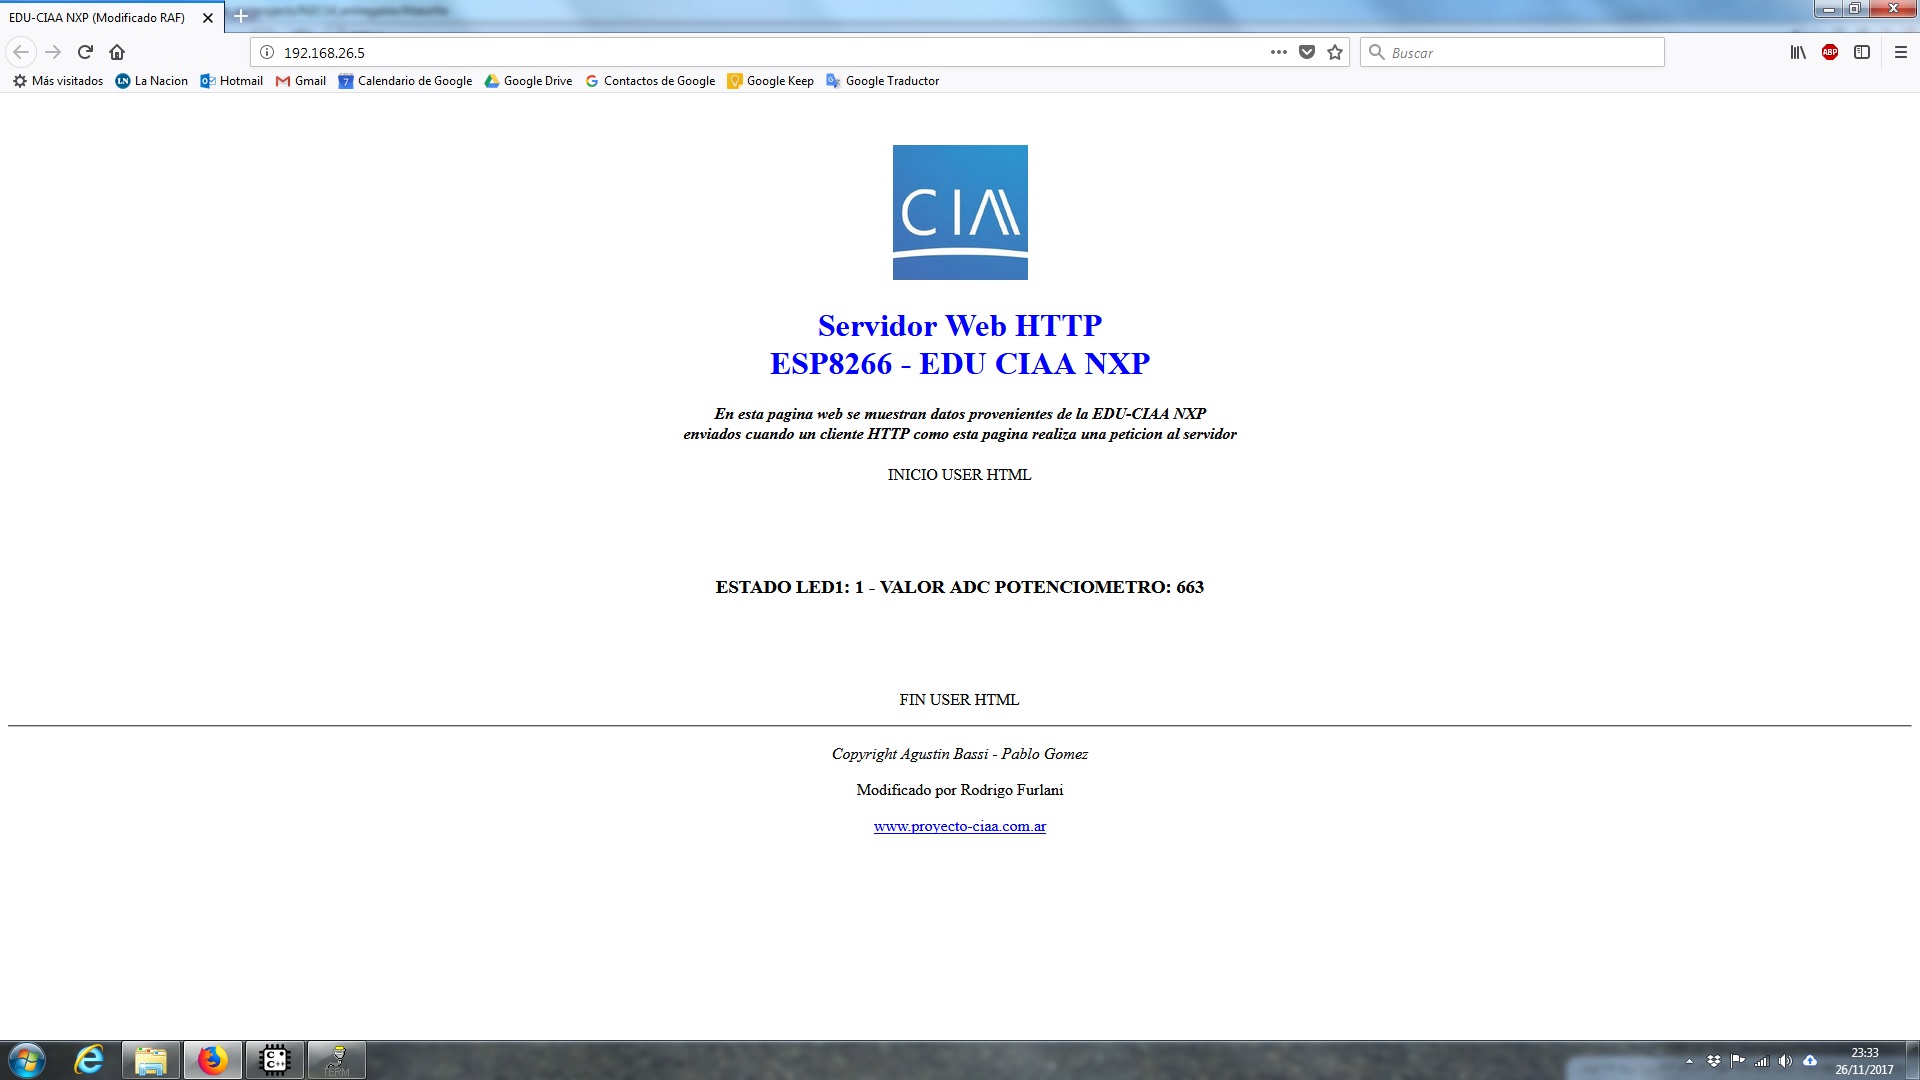 EDU-CIAA NXP (Modificado RAF)
192.168.26.5
Buscar
ABP
Más visitados
LN La Nacion
Hotmail
Gmail
7 Calendario de Google
Google Drive
Contactos de Google
Google Keep
Google Traductor
CIAA
Servidor Web HTTP
ESP8266 - EDU CIAA NXP
En esta pagina web se muestran datos provenientes de la EDU-CIAA NXP
enviados cuando un cliente HTTP como esta pagina realiza una peticion al servidor
INICIO USER HTML
ESTADO LED1: 1 - VALOR ADC POTENCIOMETRO: 663
FIN USER HTML
Copyright Agustin Bassi - Pablo Gomez
Modificado por Rodrigo Furlani
www.proyecto-ciaa.com.ar
C C++
TERM
23:33
26/11/2017